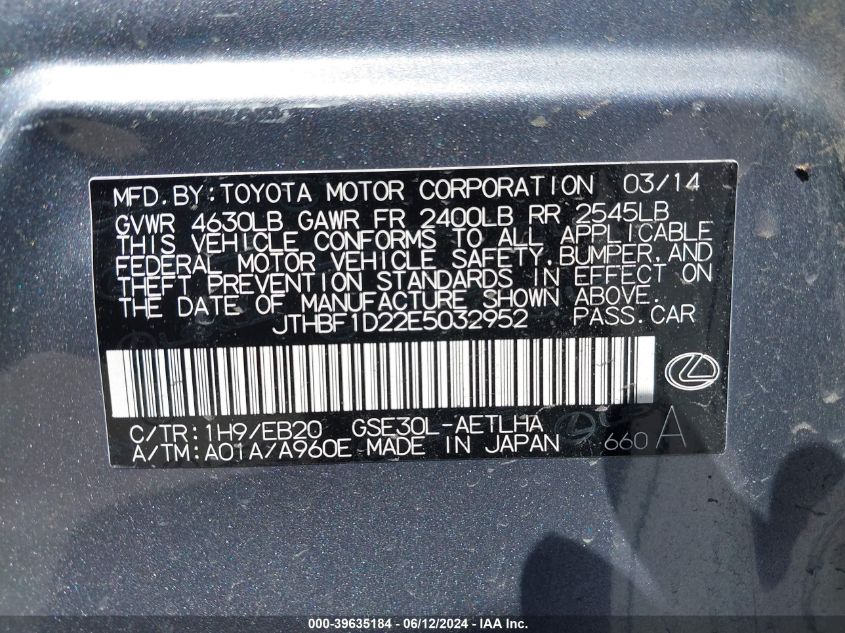 MFD.BY:TOYOTA MOTOR CORPORATION 03/14
GVWR 4630LB GAWR FR 2400LB RR 2545LB
THIS VEHICLE CONFORMS TO ALL APPLICABLE
FEDERAL MOTOR VEHICLE SAFETY,BUMPER,AND
THEFT PREVENTION STANDARDS IN EFFECT ON
THE DATE OF MANUFACTURE SHOWN ABOVE.
JTHBF1D22E5032952 PASS.CAR
C/TR:1H9/EB20 GSE30L-AETLHA
A/TM:A01A/A960E MADE IN JAPAN 660 A
000-39635184 - 06/12/2024 - IAA Inc.